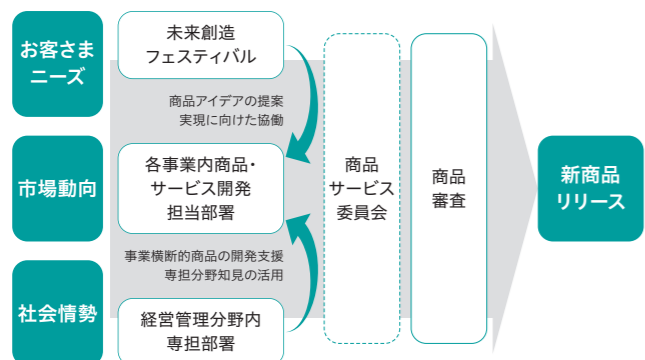 お客さま
ニーズ
市場動向
社会情勢
未来創造
フェスティバル
商品アイデアの提案
実現に向けた協働
各事業内商品・
サービス開発
担当部署
事業横断的商品の開発支援
専担分野知見の活用
経営管理分野内
専担部署
商品
サービス
委員会
商品
審査
新商品
リリース